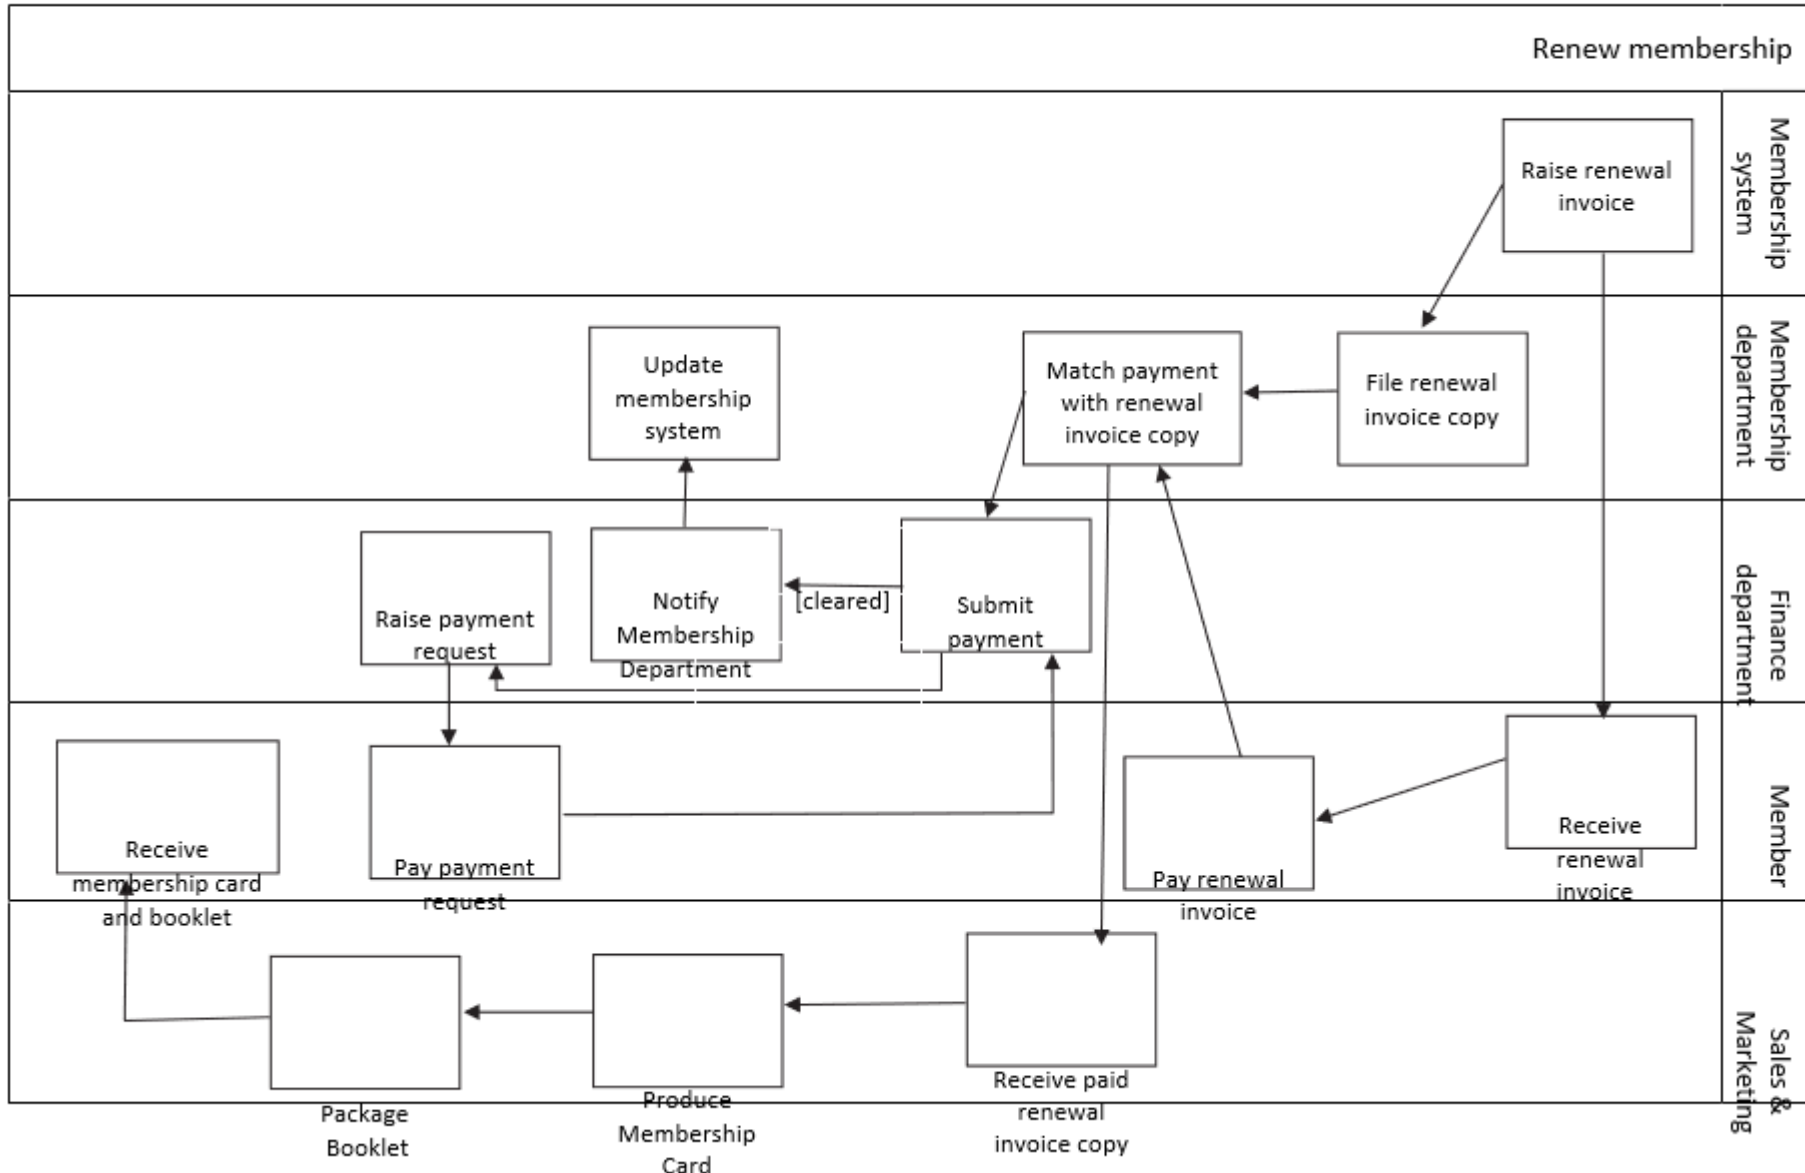 Renew membership
Membership
system
Raise renewal
invoice
Membership
department
Update
membership
system
Match payment
with renewal
invoice copy
File renewal
invoice copy
Finance
department
Raise payment
request
Notify
Membership
Department
[cleared]
Submit
payment
Member
Receive
membership card
and booklet
Pay payment
request
Pay renewal
invoice
Receive
renewal
invoice
Sales &
Marketing
Package
Booklet
Produce
Membership
Card
Receive paid
renewal
invoice copy